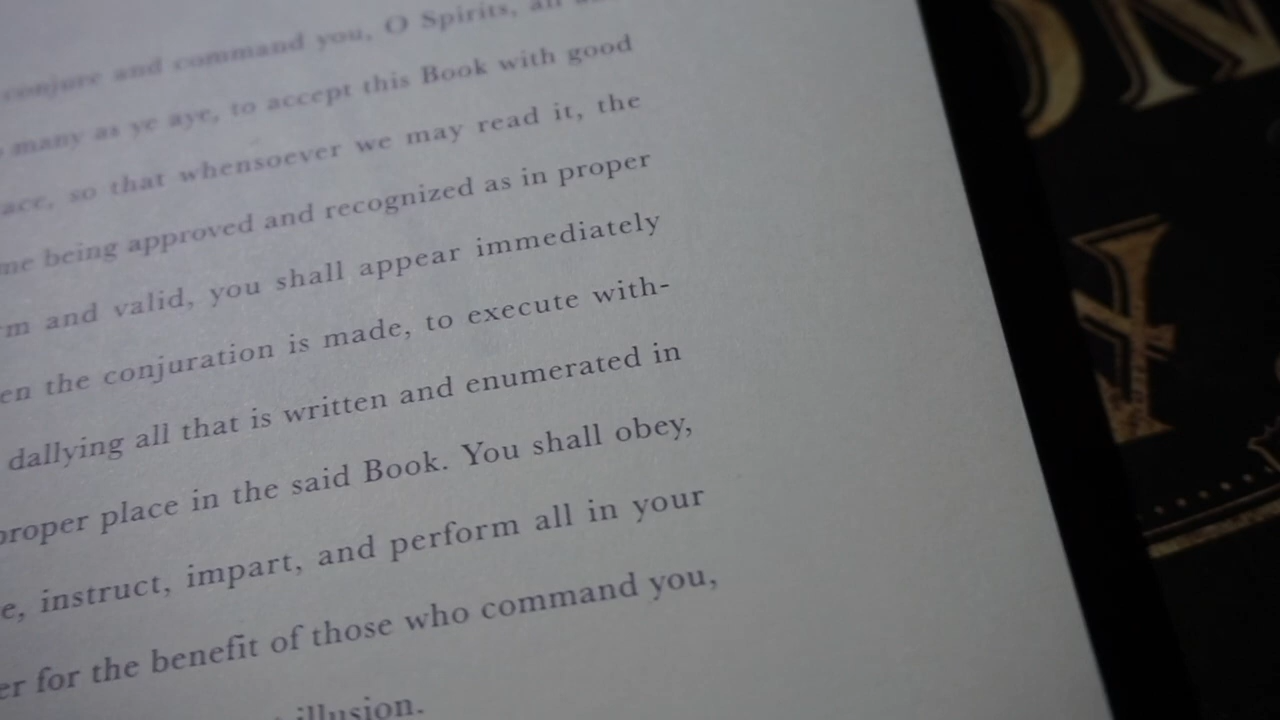 conjure and command you, O Spirits, all
many as ye aye, to accept this Book with good
so that whensoever we may read it, the
being approved and recognized as in proper
and valid, you shall appear immediately
the conjuration is made, to execute with-
dallying all that is written and enumerated in
proper place in the said Book. You shall obey,
instruct, impart, and perform all in your
for the benefit of those who command you,
illusion.